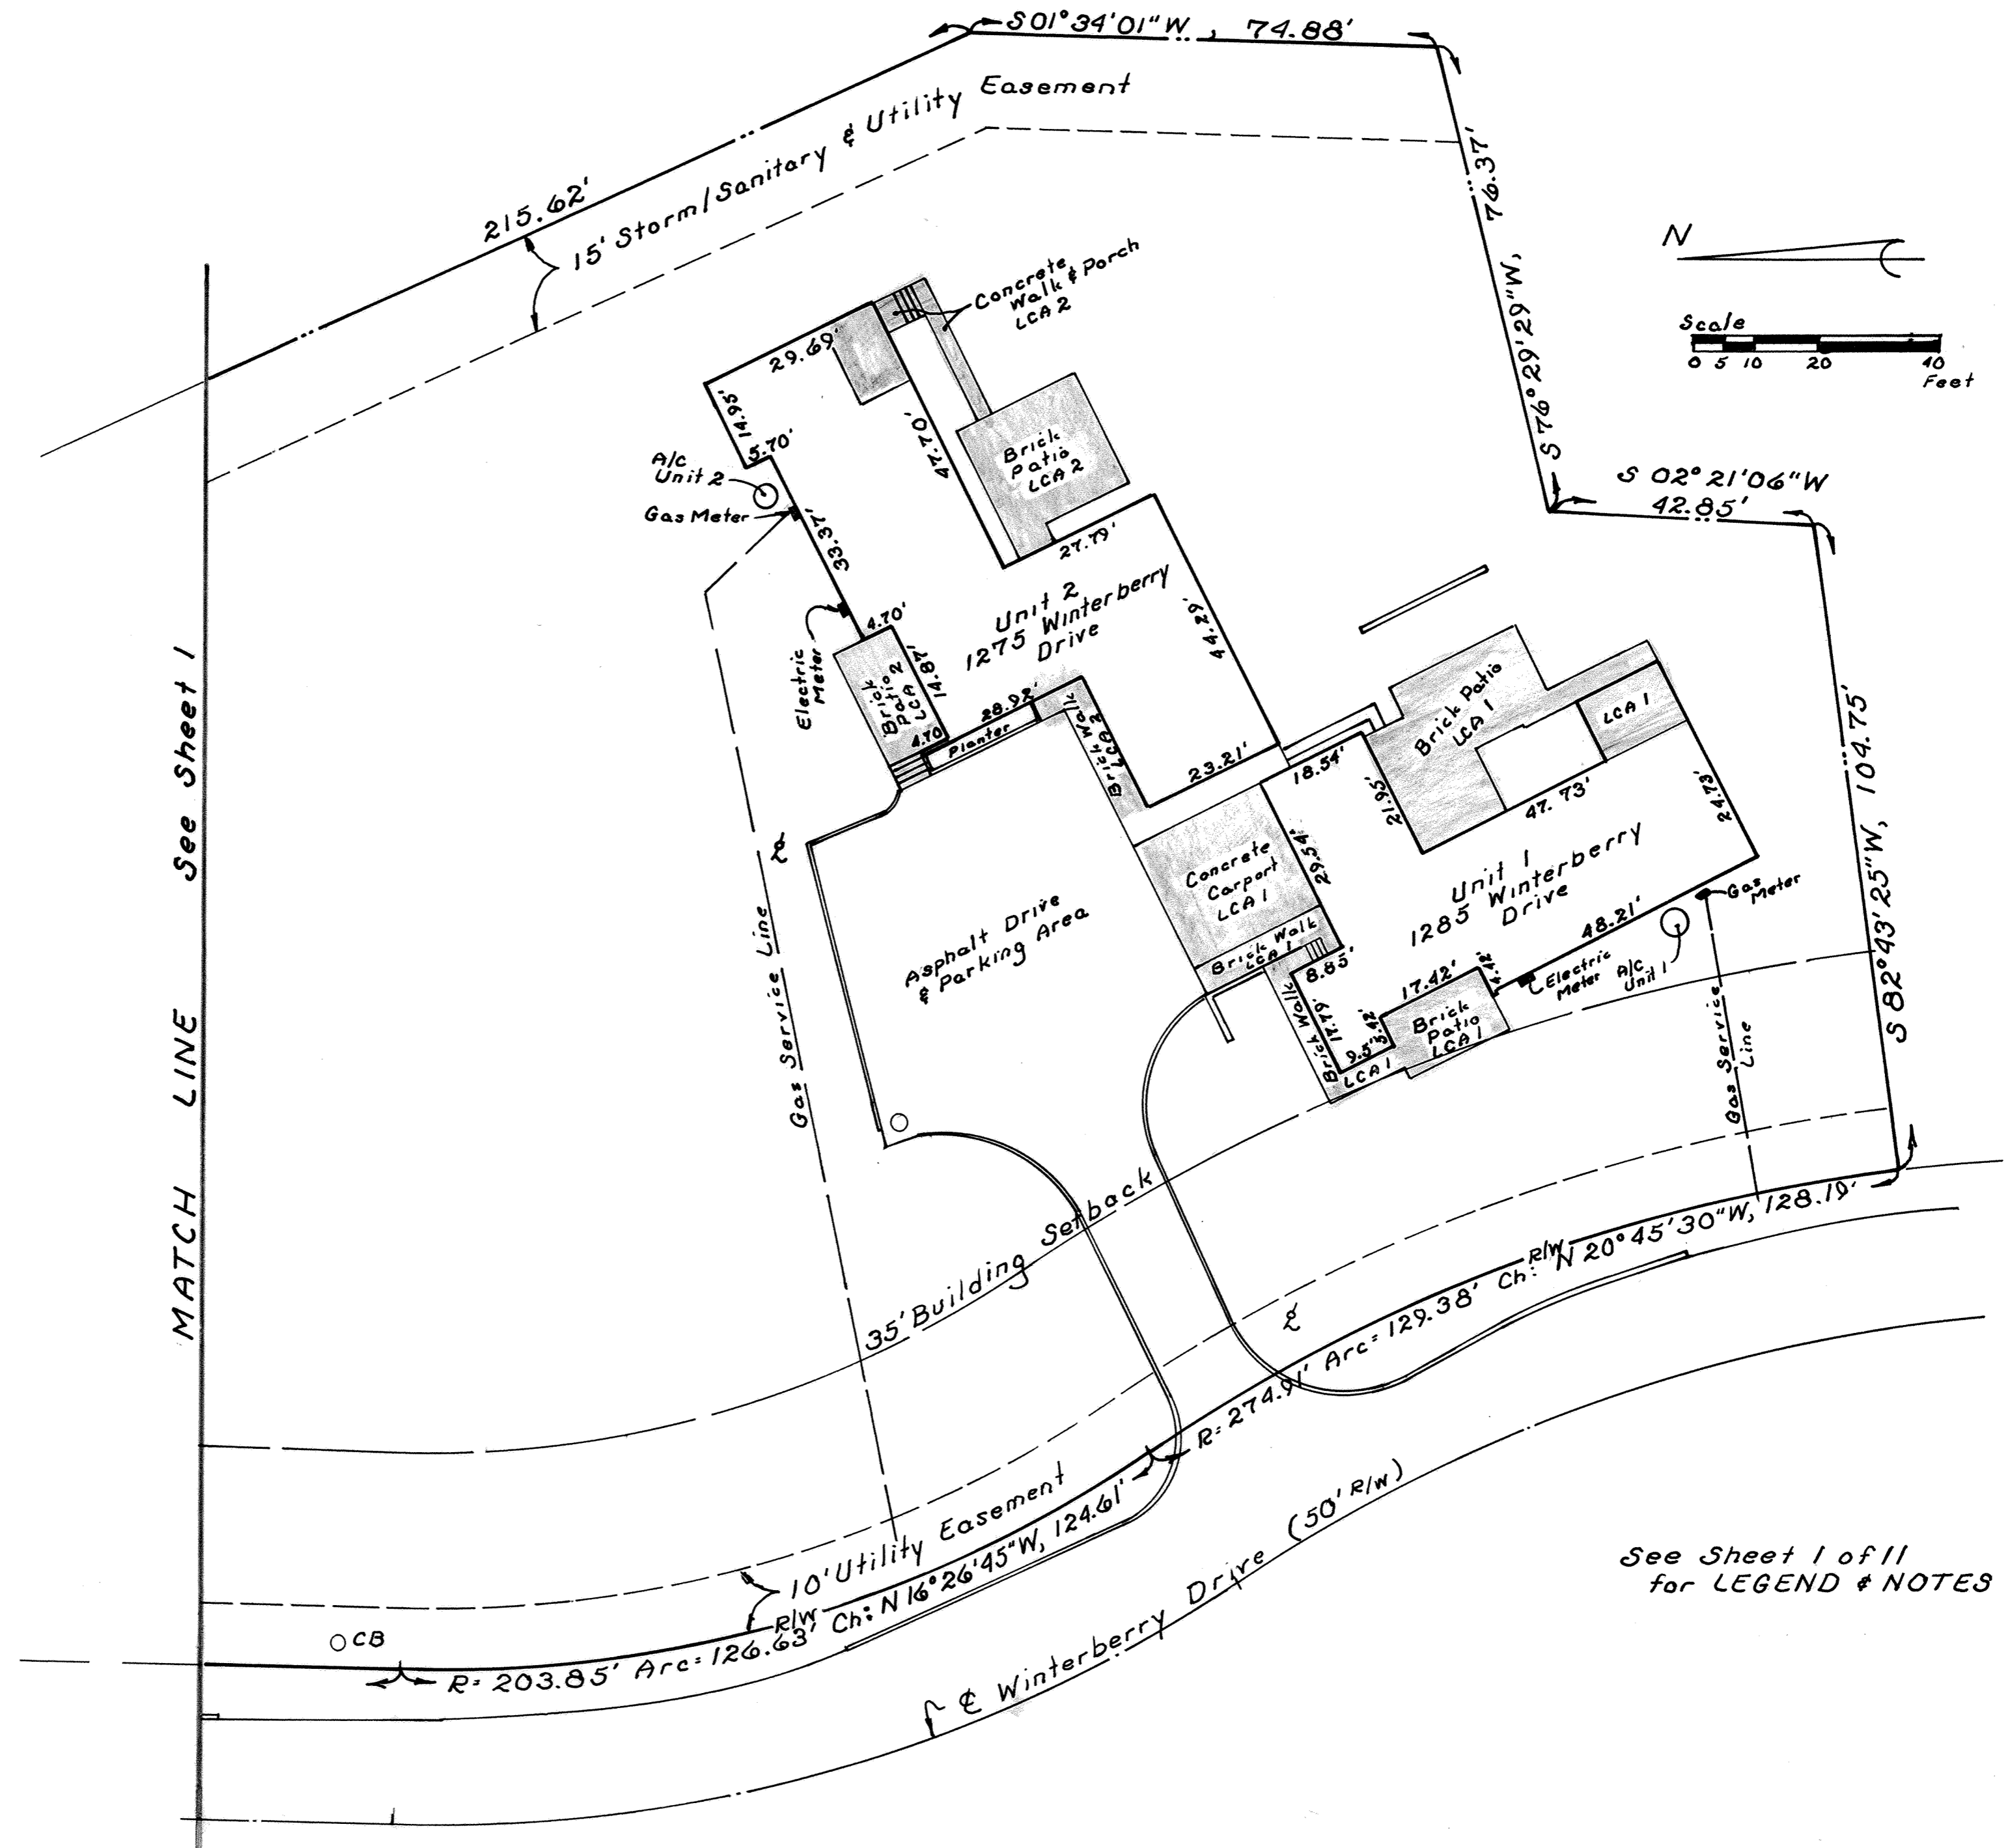 S 01° 34' 01" W, 74.88'
Easement
15' Storm/Sanitary & Utility
215.62'
76.37'
S 76° 29' 29" W,
N
Scale
0 5 10 20 40
Feet
Concrete
Walk & Porch
LCA 2
29.69'
14.95'
5.70'
47.70'
A/C
Unit 2
Gas Meter
33.37'
Brick
Patio
LCA 2
S 02° 21' 06" W
42.85'
27.79'
Unit 2
1275 Winterberry
Drive
44.29'
4.70'
Electric
Meter
Brick
Patio
LCA 2
14.87'
4.70
28.92'
Planter
Brick Walk
LCA 2
23.21'
18.54'
Brick Patio
LCA 1
LCA 1
21.95'
47.73'
24.73'
104.75'
S 82° 43' 25" W,
See Sheet 1
MATCH LINE
Gas Service Line
Asphalt Drive
& Parking Area
Concrete
Carport
LCA 1
29.54'
Brick Walk
LCA 1
8.85'
Unit 1
1285 Winterberry
Drive
48.21'
Gas
Meter
17.42'
4.42'
Electric
Meter
A/C
Unit 1
Brick Walk
17.79'
5.42'
9.5'
LCA 1
Brick
Patio
LCA 1
Gas Service
Line
35' Building Setback
R/W
R= 274.91' Arc= 129.38' Ch: N 20° 45' 30" W, 128.19'
10' Utility Easement
R/W
R= 203.85' Arc= 126.63' Ch: N 16° 26' 45" W, 124.61'
CB
℄ Winterberry Drive (50' R/W)
See Sheet 1 of 11
for LEGEND & NOTES